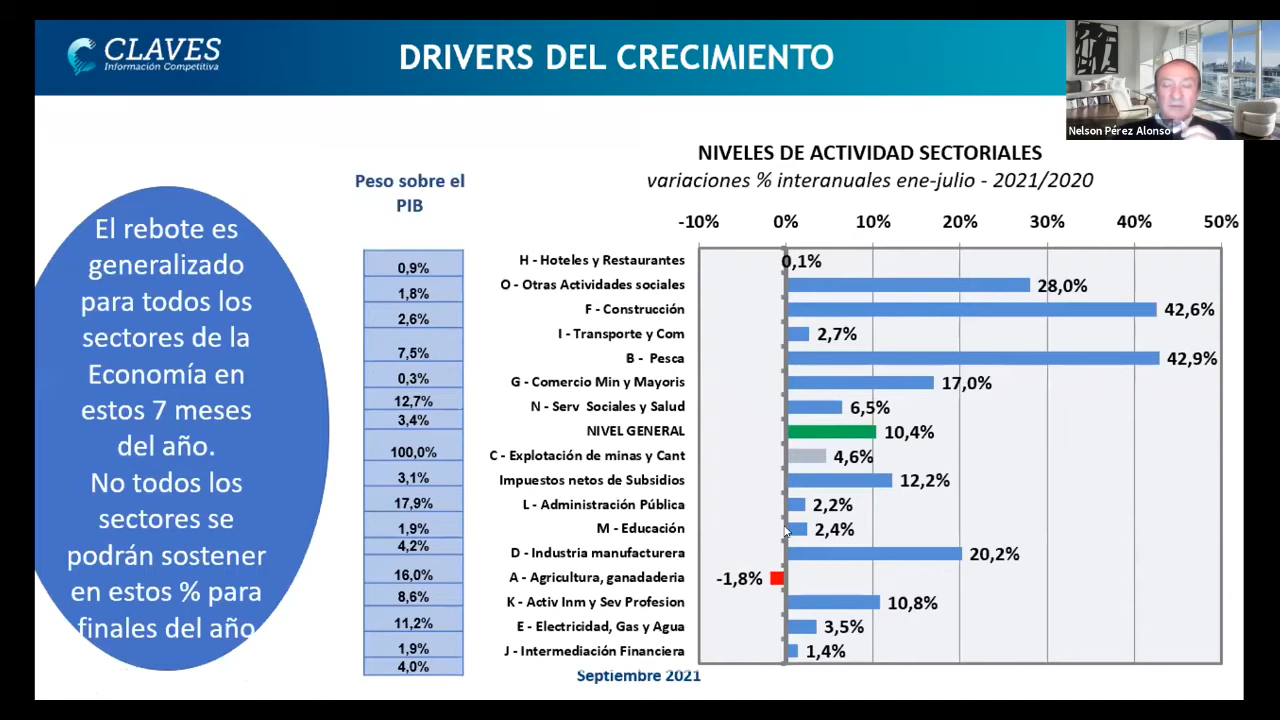 CLAVES
Información Competitiva
DRIVERS DEL CRECIMIENTO
Nelson Pérez Alonso
El rebote es
generalizado
para todos los
sectores de la
Economía en
estos 7 meses
del año.
No todos los
sectores se
podrán sostener
en estos % para
finales del año
Peso sobre el
PIB
0,9%
1,8%
2,6%
7,5%
0,3%
12,7%
3,4%
100,0%
3,1%
17,9%
1,9%
4,2%
16,0%
8,6%
11,2%
1,9%
4,0%
NIVELES DE ACTIVIDAD SECTORIALES
variaciones % interanuales ene-julio - 2021/2020
-10% 0% 10% 20% 30% 40% 50%
H - Hoteles y Restaurantes 0,1%
O - Otras Actividades sociales 28,0%
F - Construcción 42,6%
I - Transporte y Com 2,7%
B - Pesca 42,9%
G - Comercio Min y Mayoris 17,0%
N - Serv Sociales y Salud 6,5%
NIVEL GENERAL 10,4%
C - Explotación de minas y Cant 4,6%
Impuestos netos de Subsidios 12,2%
L - Administración Pública 2,2%
M - Educación 2,4%
D - Industria manufacturera 20,2%
A - Agricultura, ganadaderia -1,8%
K - Activ Inm y Sev Profesion 10,8%
E - Electricidad, Gas y Agua 3,5%
J - Intermediación Financiera 1,4%
Septiembre 2021